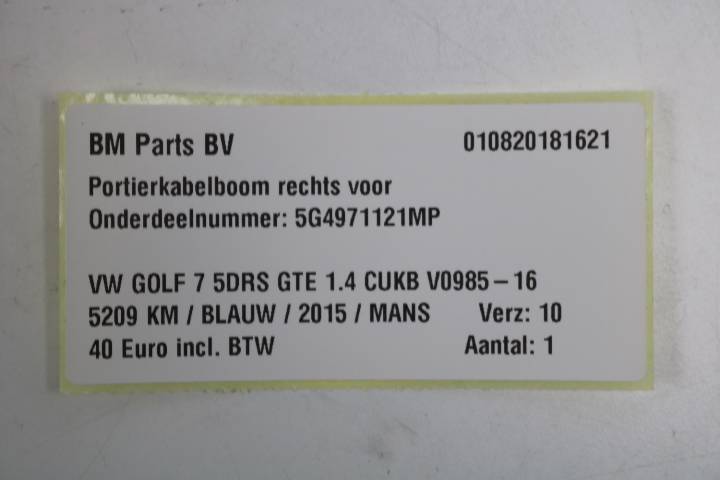 BM Parts BV 010820181621
Portierkabelboom rechts voor
Onderdeelnummer: 5G4971121MP
VW GOLF 7 5DRS GTE 1.4 CUKB V0985-16
5209 KM / BLAUW / 2015 / MANS Verz: 10
40 Euro incl. BTW Aantal: 1